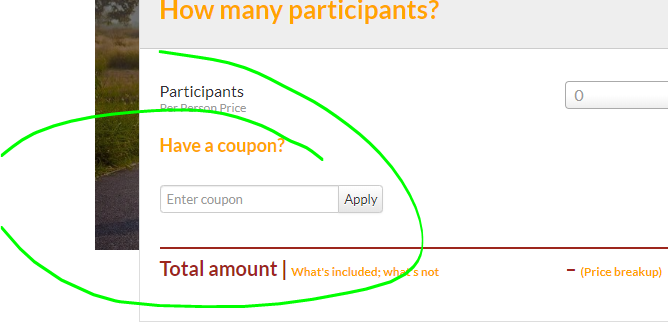 How many participants?
Participants
0
Per Person Price
Have a coupon?
Enter coupon Apply
Total amount | What's included; what's not – (Price breakup)